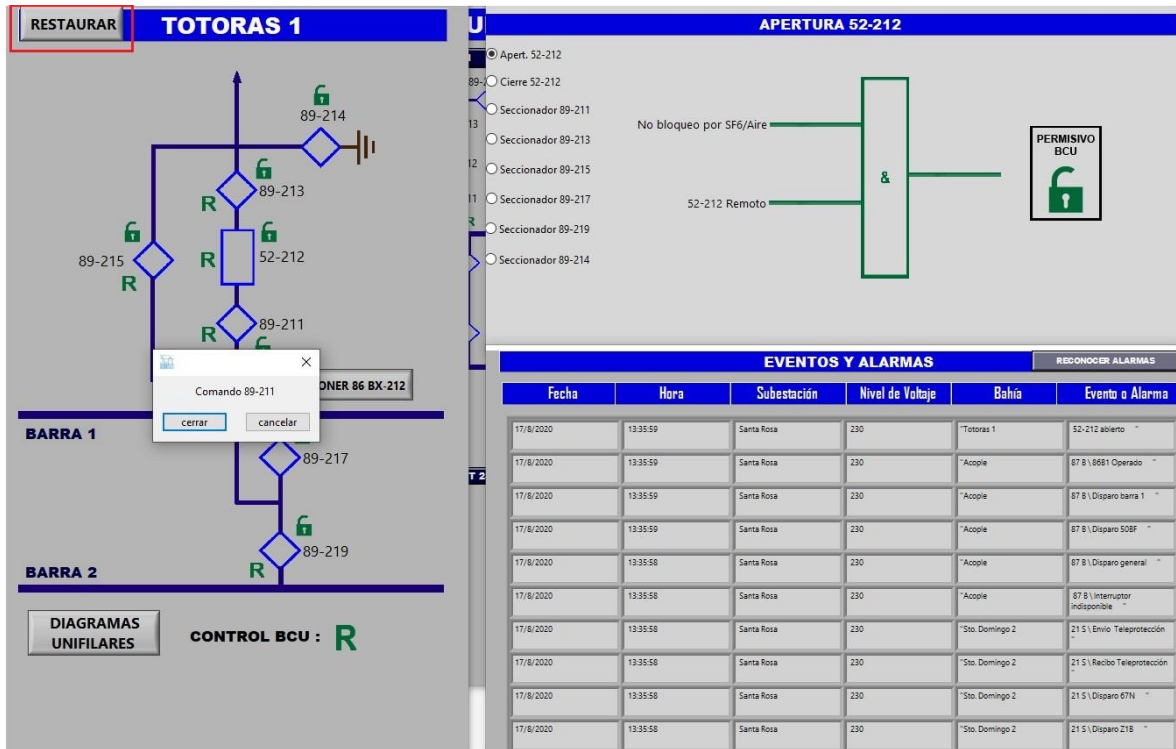 RESTAURAR
TOTORAS 1
89-214
89-213
R
89-215
R
R
52-212
89-211
R
Comando 89-211
cerrar
cancelar
ONER 86 BX-212
BARRA 1
89-217
89-219
R
BARRA 2
DIAGRAMAS
UNIFILARES
CONTROL BCU : R
U
89-
13
12
11
R
T 2
APERTURA 52-212
Apert. 52-212
Cierre 52-212
Seccionador 89-211
Seccionador 89-213
Seccionador 89-215
Seccionador 89-217
Seccionador 89-219
Seccionador 89-214
No bloqueo por SF6/Aire
52-212 Remoto
&
PERMISIVO
BCU
EVENTOS Y ALARMAS
RECONOCER ALARMAS
Fecha Hora Subestación Nivel de Voltaje Bahía Evento o Alarma
17/8/2020 13:35:59 Santa Rosa 230 "Totoras 1 52-212 abierto "
17/8/2020 13:35:59 Santa Rosa 230 "Acople 87 B \ 86B1 Operado "
17/8/2020 13:35:59 Santa Rosa 230 "Acople 87 B \ Disparo barra 1 "
17/8/2020 13:35:59 Santa Rosa 230 "Acople 87 B \ Disparo 50BF "
17/8/2020 13:35:58 Santa Rosa 230 "Acople 87 B \ Disparo general "
17/8/2020 13:35:58 Santa Rosa 230 "Acople 87 B \ Interruptor
indisponible "
17/8/2020 13:35:58 Santa Rosa 230 "Sto. Domingo 2 21 S \ Envio Teleprotección
"
17/8/2020 13:35:58 Santa Rosa 230 "Sto. Domingo 2 21 S \ Recibo Teleprotección
"
17/8/2020 13:35:58 Santa Rosa 230 "Sto. Domingo 2 21 S \ Disparo 67N "
17/8/2020 13:35:58 Santa Rosa 230 "Sto. Domingo 2 21 S \ Disparo Z1B "